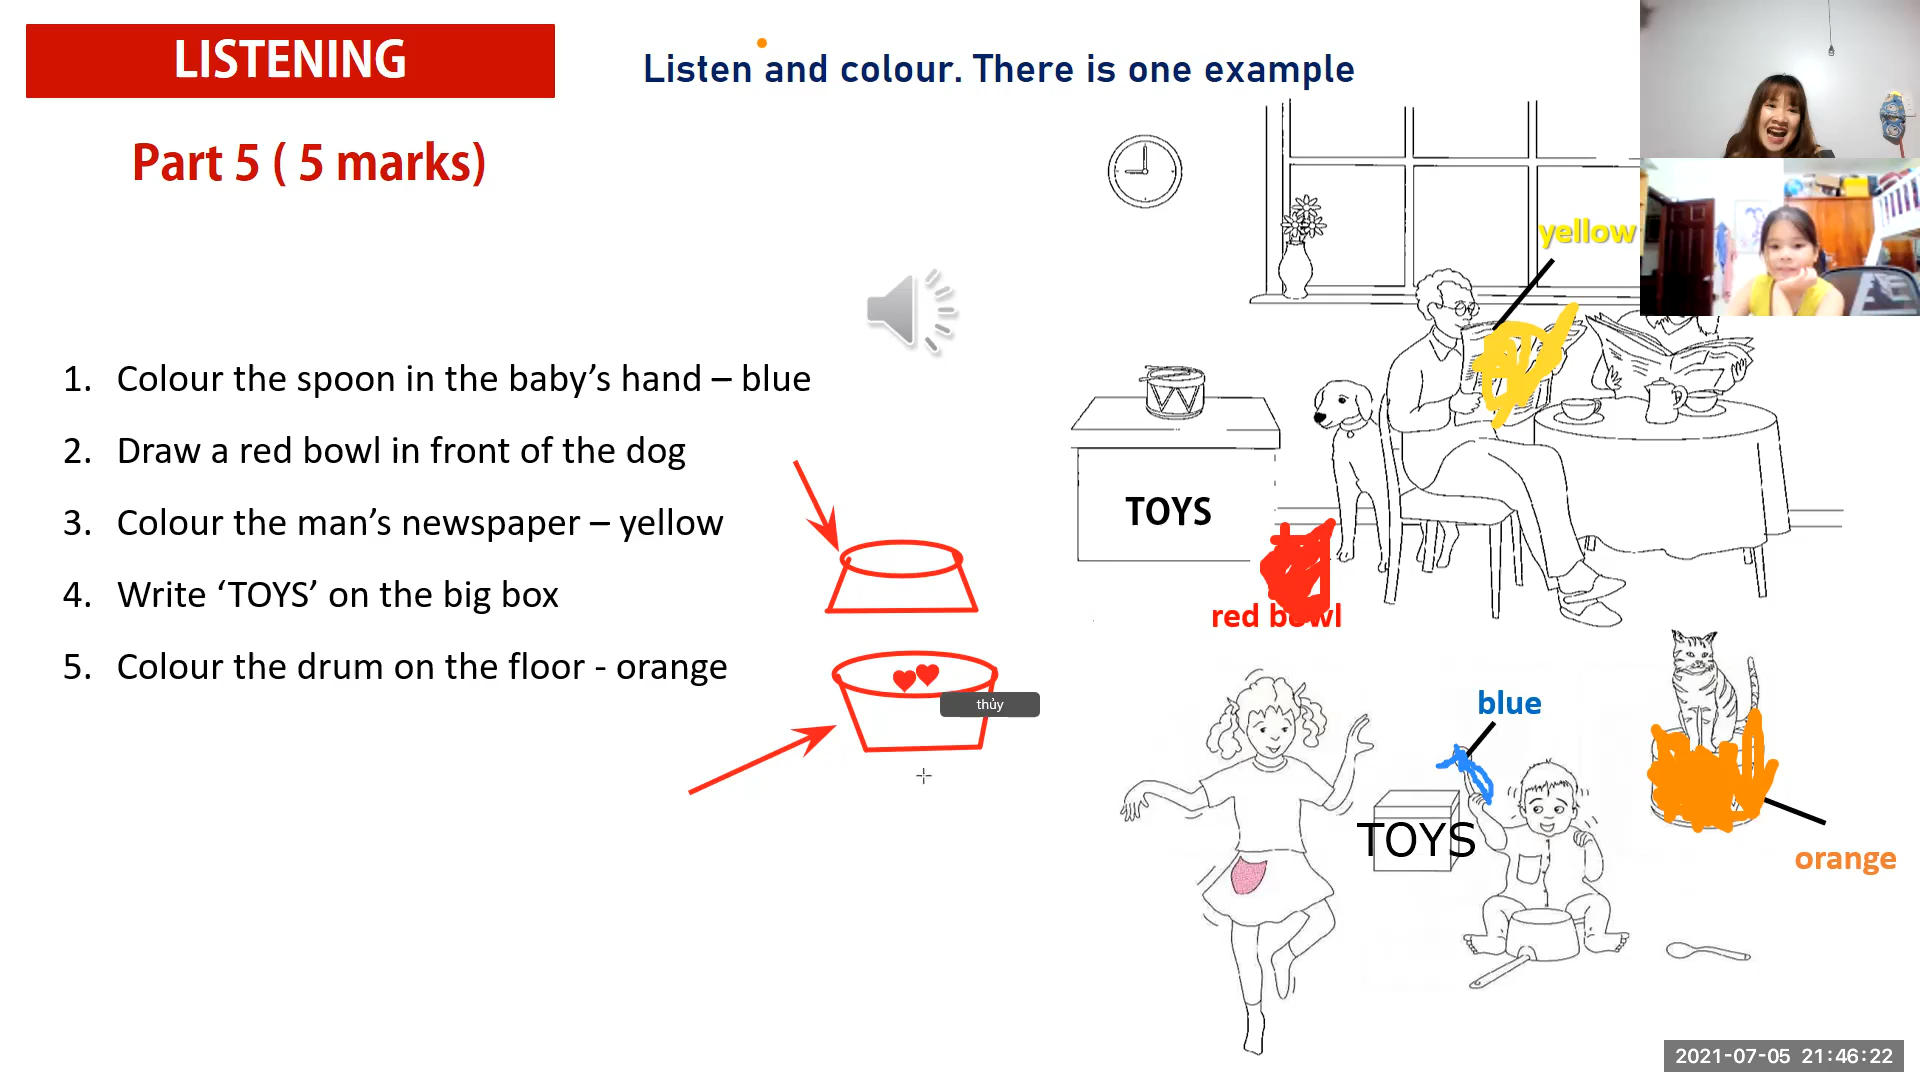 LISTENING
Listen and colour. There is one example
Part 5 ( 5 marks)
yellow
1. Colour the spoon in the baby’s hand – blue
2. Draw a red bowl in front of the dog
3. Colour the man’s newspaper – yellow
4. Write ‘TOYS’ on the big box
5. Colour the drum on the floor - orange
TOYS
red bowl
thủy
blue
TOYS
orange
2021-07-05 21:46:22